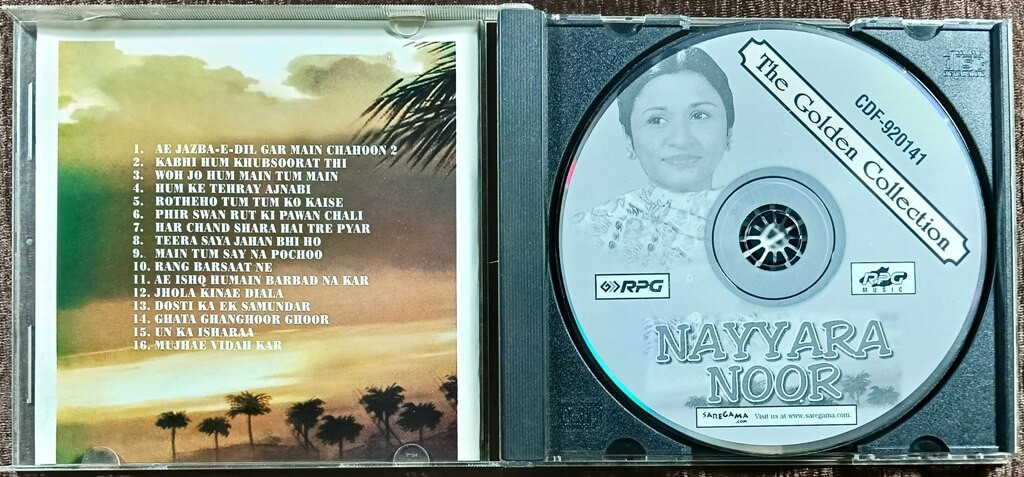 1. AE JAZBA-E-DIL GAR MAIN CHAHOON 2
2. KABHI HUM KHUBSOORAT THI
3. WOH JO HUM MAIN TUM MAIN
4. HUM KE TEHRAY AJNABI
5. ROTHEHO TUM TUM KO KAISE
6. PHIR SWAN RUT KI PAWAN CHALI
7. HAR CHAND SHARA HAI TRE PYAR
8. TEERA SAYA JAHAN BHI HO
9. MAIN TUM SAY NA POCHOO
10. RANG BARSAAT NE
11. AE ISHQ HUMAIN BARBAD NA KAR
12. JHOLA KINAE DIALA
13. DOSTI KA EK SAMUNDAR
14. GHATA GHANGHOOR GHOOR
15. UN KA ISHARAA
16. MUJHAE VIDAH KAR
The Golden Collection
CDF-920141
RPG
RPG
MUSIC
NAYYARA
NOOR
SAREGAMA
.com
Visit us at www.saregama.com.